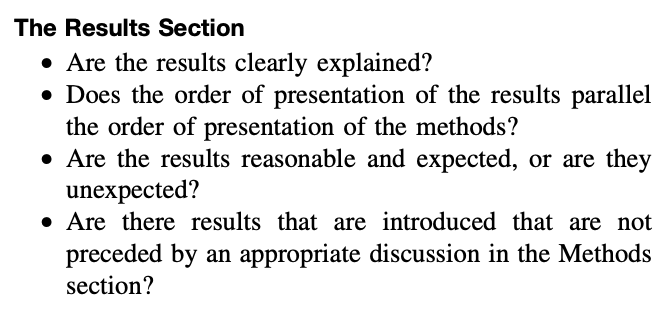 The Results Section
• Are the results clearly explained?
• Does the order of presentation of the results parallel
the order of presentation of the methods?
• Are the results reasonable and expected, or are they
unexpected?
• Are there results that are introduced that are not
preceded by an appropriate discussion in the Methods
section?